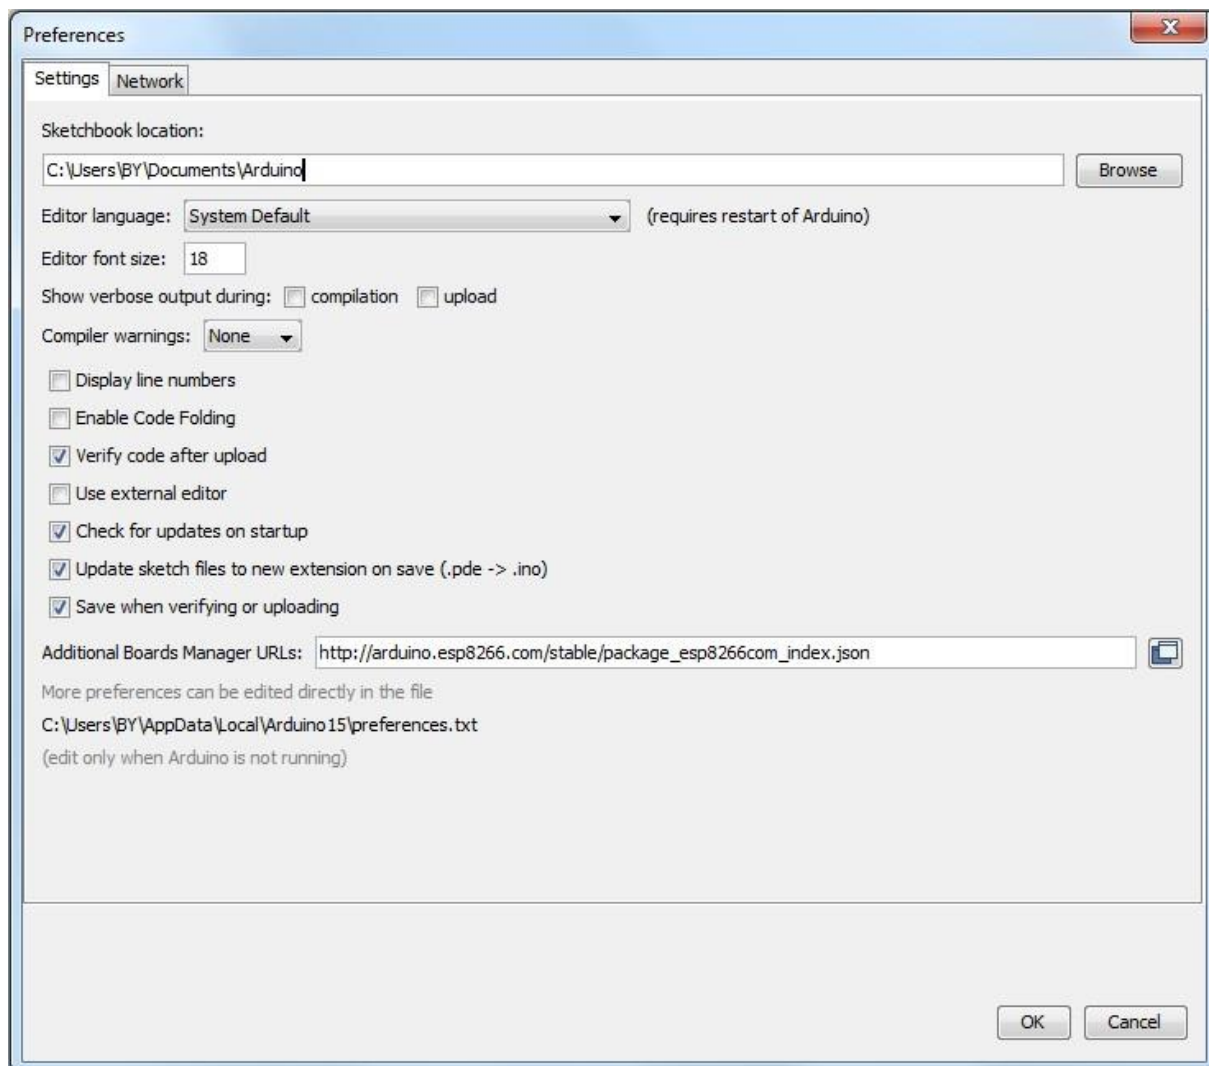 Preferences
Settings Network
Sketchbook location:
C:\Users\BY\Documents\Arduino Browse
Editor language: System Default (requires restart of Arduino)
Editor font size: 18
Show verbose output during: compilation upload
Compiler warnings: None
Display line numbers
Enable Code Folding
Verify code after upload
Use external editor
Check for updates on startup
Update sketch files to new extension on save (.pde -> .ino)
Save when verifying or uploading
Additional Boards Manager URLs: http://arduino.esp8266.com/stable/package_esp8266com_index.json
More preferences can be edited directly in the file
C:\Users\BY\AppData\Local\Arduino15\preferences.txt
(edit only when Arduino is not running)
OK Cancel